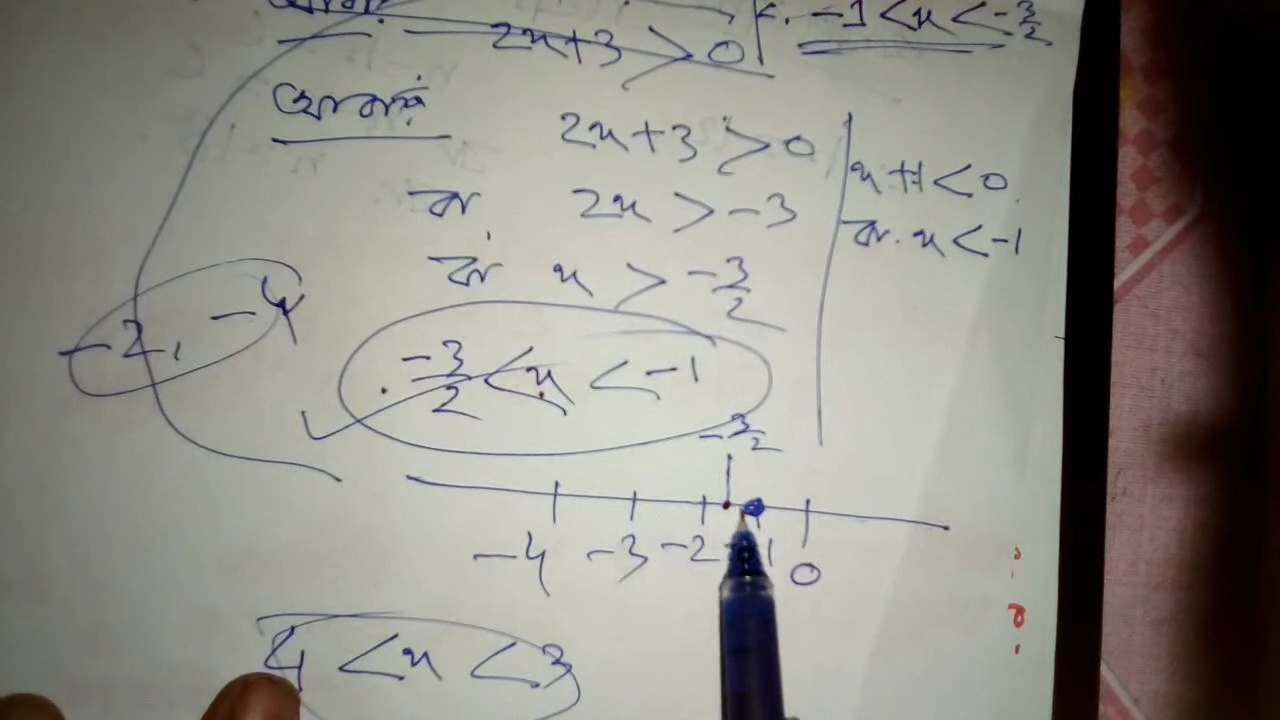 2x+3 > 0
-1 < x < -3/2
আবার
2x+3 > 0
বা 2x > -3
বা x > -3/2
x+1 < 0
বা. x < -1
-2, -4
-3/2 < x < -1
-3/2
-4 -3 -2 -1 0
4 < x < 3